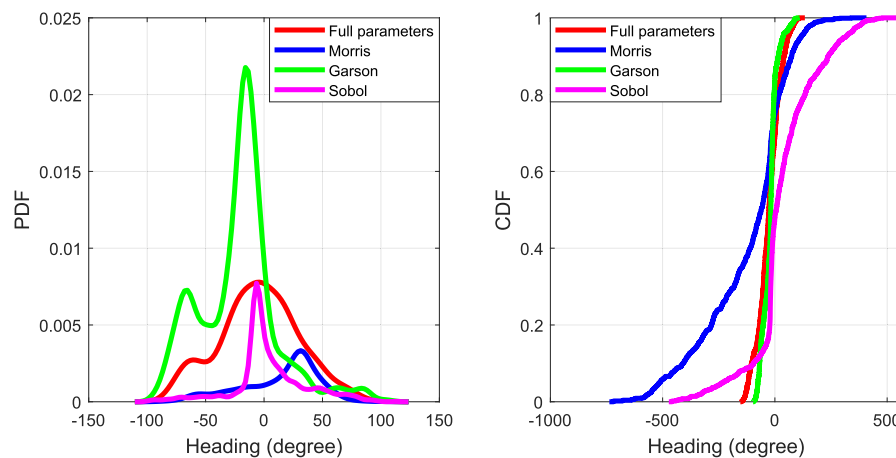 PDF
0.025
0.02
0.015
0.01
0.005
0
-150
-100
-50
0
50
100
150
Heading (degree)
Full parameters
Morris
Garson
Sobol
CDF
1
0.8
0.6
0.4
0.2
0
-1000
-500
0
500
Heading (degree)
Full parameters
Morris
Garson
Sobol